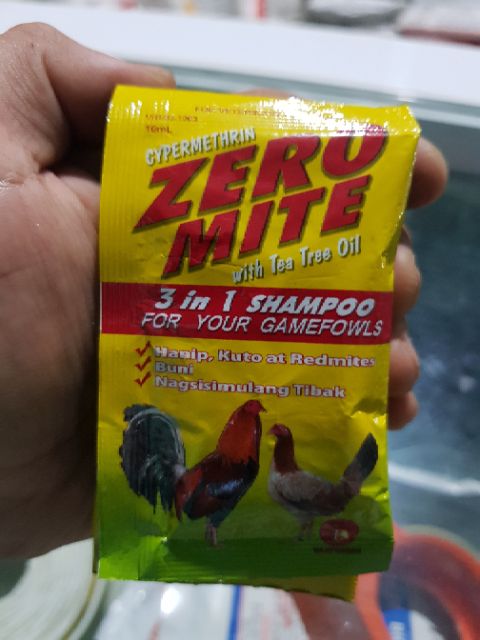 10mL
CYPERMETHRIN
ZERO
MITE
with Tea Tree Oil
3 in 1 SHAMPOO
FOR YOUR GAMEFOWLS
Hanip, Kuto at Redmites
Buni
Nagsisimulang Tibak